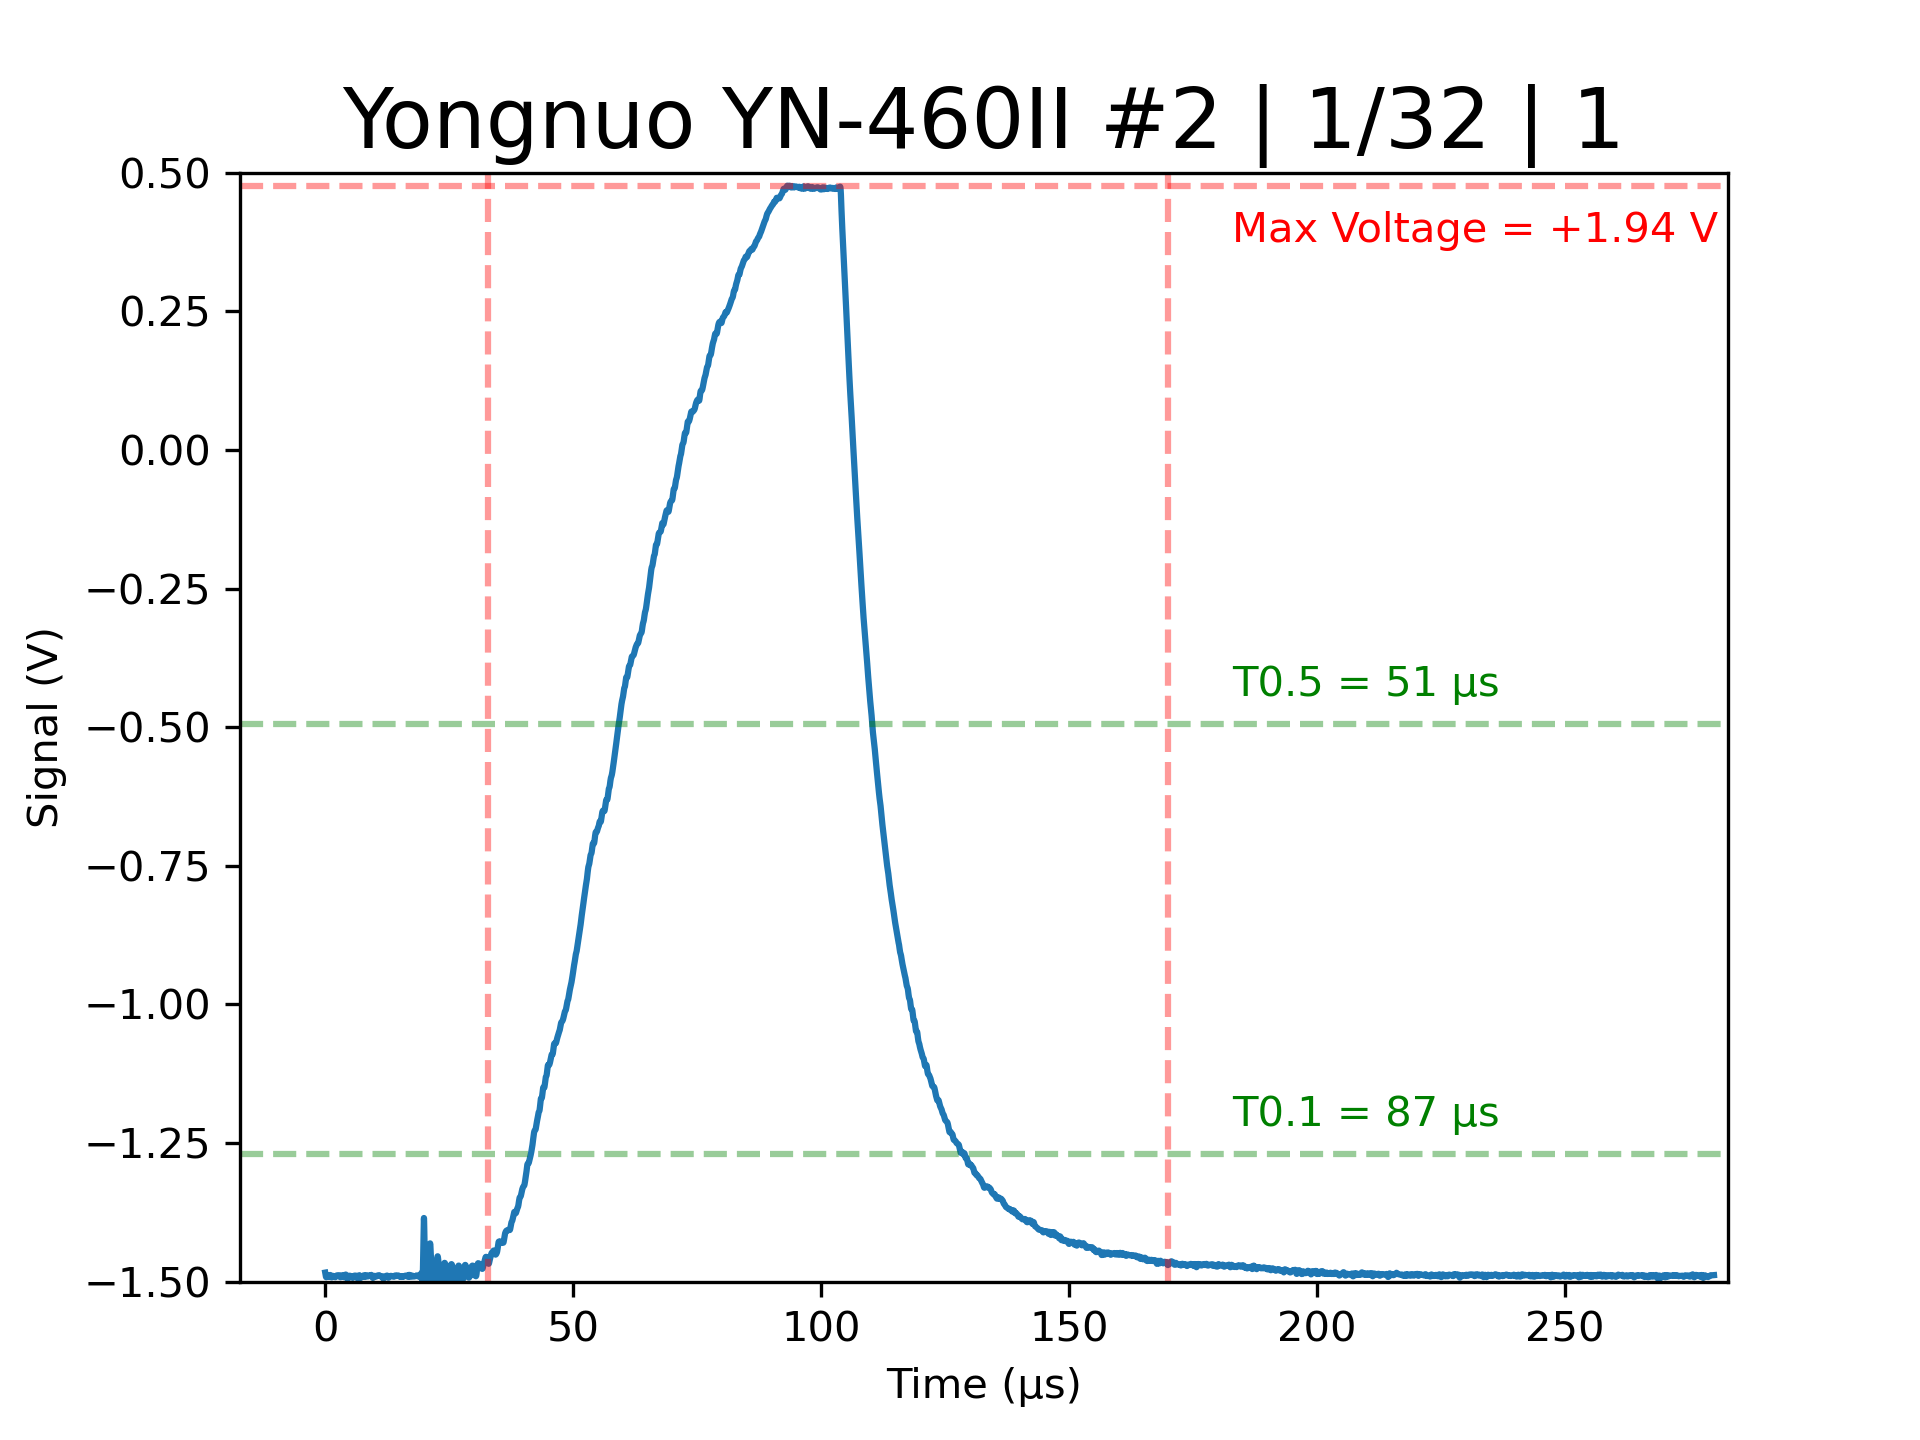 Yongnuo YN-460II #2 | 1/32 | 1
0.50
Max Voltage = +1.94 V
0.25
0.00
−0.25
T0.5 = 51 μs
−0.50
Signal (V)
−0.75
−1.00
T0.1 = 87 μs
−1.25
−1.50
0 50 100 150 200 250
Time (μs)